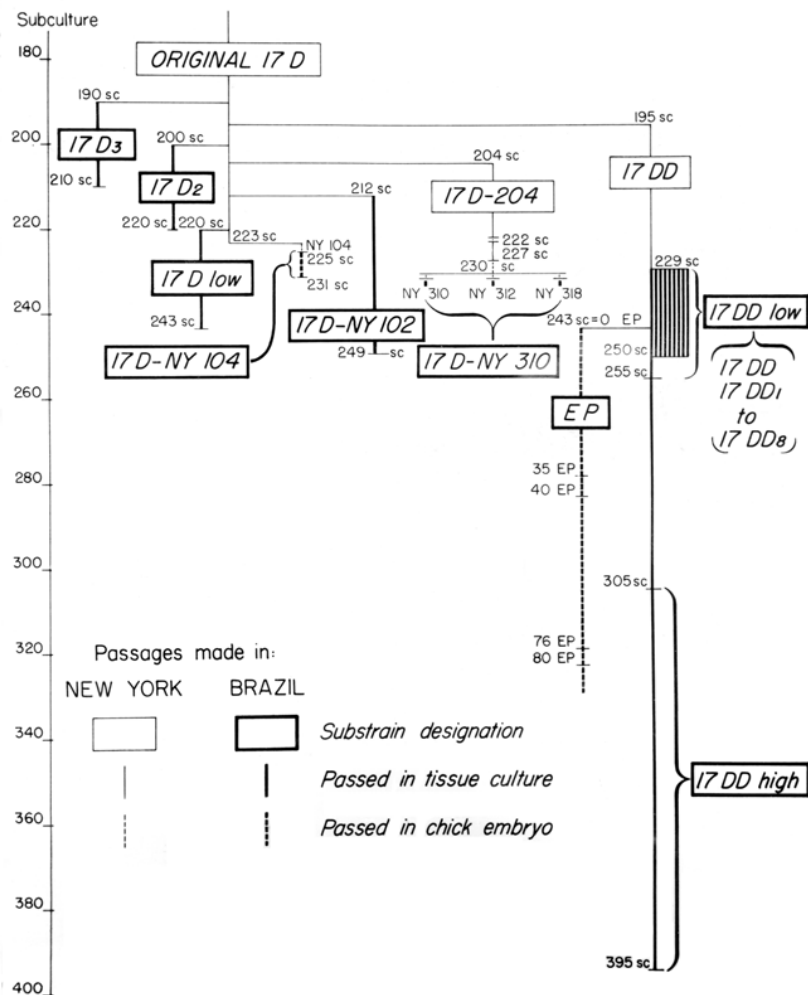 Subculture
180
ORIGINAL 17 D
190 sc
195 sc
200
200 sc
17 D3
204 sc
17 DD
17 D2
17 D-204
210 sc
212 sc
220
220 sc
220 sc
223 sc
NY 104
222 sc
225 sc
227 sc
229 sc
230 sc
17 D low
231 sc
NY 310
NY 312
NY 318
240
243 sc
17 D-NY 102
243 sc=0 EP
17 DD low
249 sc
250 sc
17 D-NY 104
17 D-NY 310
255 sc
17 DD
17 DD1
to
17 DD8
260
EP
35 EP
280
40 EP
300
305 sc
76 EP
320
80 EP
Passages made in:
NEW YORK
BRAZIL
340
Substrain designation
Passed in tissue culture
17 DD high
360
Passed in chick embryo
380
395 sc
400